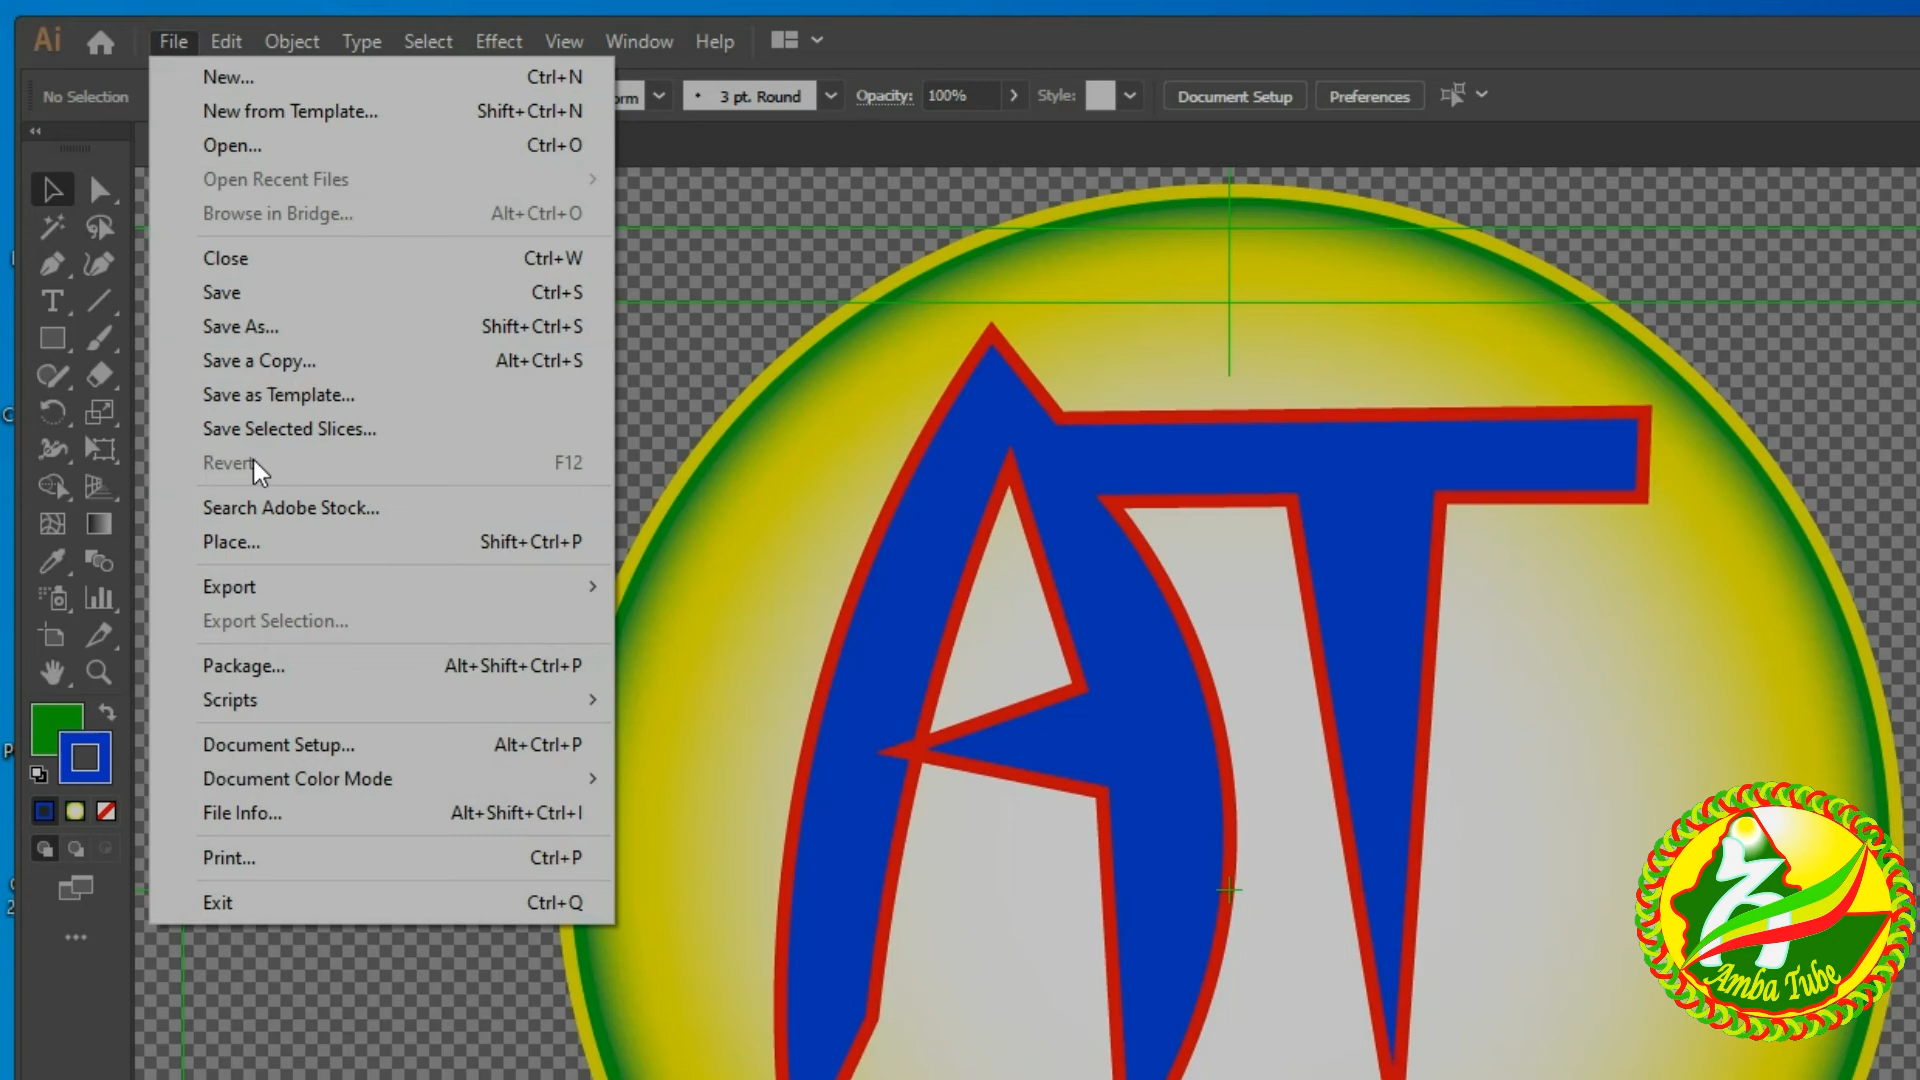 Ai File Edit Object Type Select Effect View Window Help
No Selection 3 pt. Round Opacity: 100% Style: Document Setup Preferences
New... Ctrl+N
New from Template... Shift+Ctrl+N
Open... Ctrl+O
Open Recent Files
Browse in Bridge... Alt+Ctrl+O
Close Ctrl+W
Save Ctrl+S
Save As... Shift+Ctrl+S
Save a Copy... Alt+Ctrl+S
Save as Template...
Save Selected Slices...
Revert F12
Search Adobe Stock...
Place... Shift+Ctrl+P
Export
Export Selection...
Package... Alt+Shift+Ctrl+P
Scripts
Document Setup... Alt+Ctrl+P
Document Color Mode
File Info... Alt+Shift+Ctrl+I
Print... Ctrl+P
Exit Ctrl+Q
AT
አ
Amba Tube